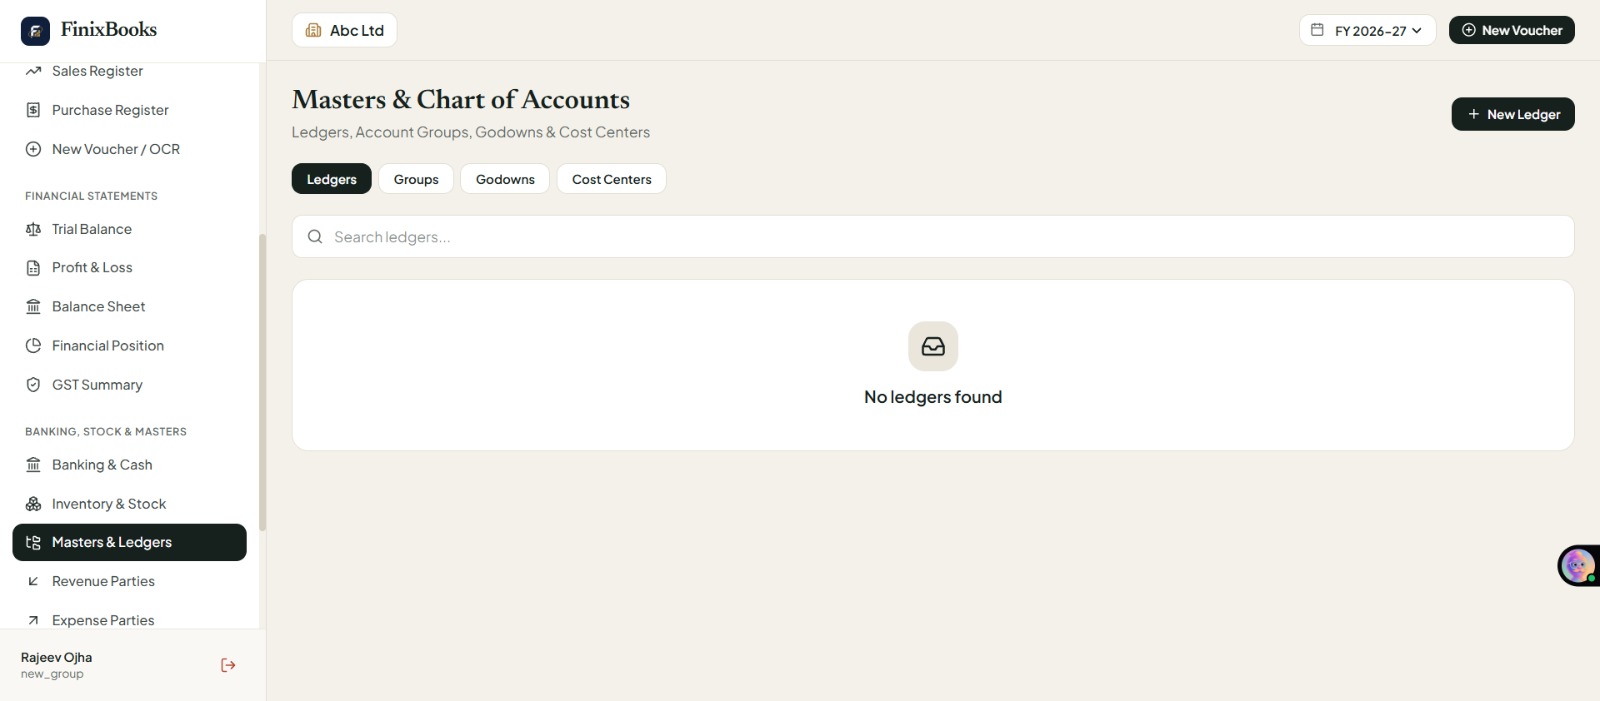 FinixBooks
Sales Register
Purchase Register
New Voucher / OCR
FINANCIAL STATEMENTS
Trial Balance
Profit & Loss
Balance Sheet
Financial Position
GST Summary
BANKING, STOCK & MASTERS
Banking & Cash
Inventory & Stock
Masters & Ledgers
Revenue Parties
Expense Parties
Rajeev Ojha
new_group
Abc Ltd
FY 2026-27
New Voucher
Masters & Chart of Accounts
Ledgers, Account Groups, Godowns & Cost Centers
New Ledger
Ledgers
Groups
Godowns
Cost Centers
Search ledgers...
No ledgers found